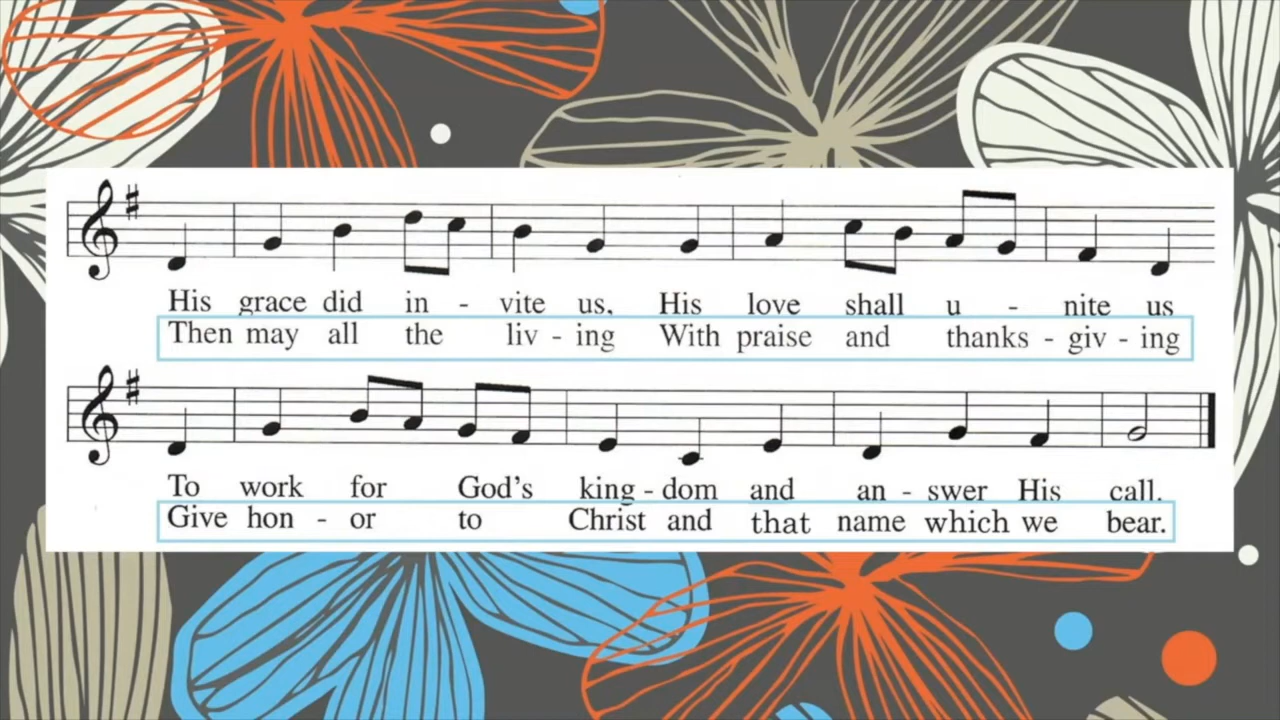 His grace did in - vite us, His love shall u - nite us
Then may all the liv - ing With praise and thanks - giv - ing
To work for God's king - dom and an - swer His call.
Give hon - or to Christ and that name which we bear.